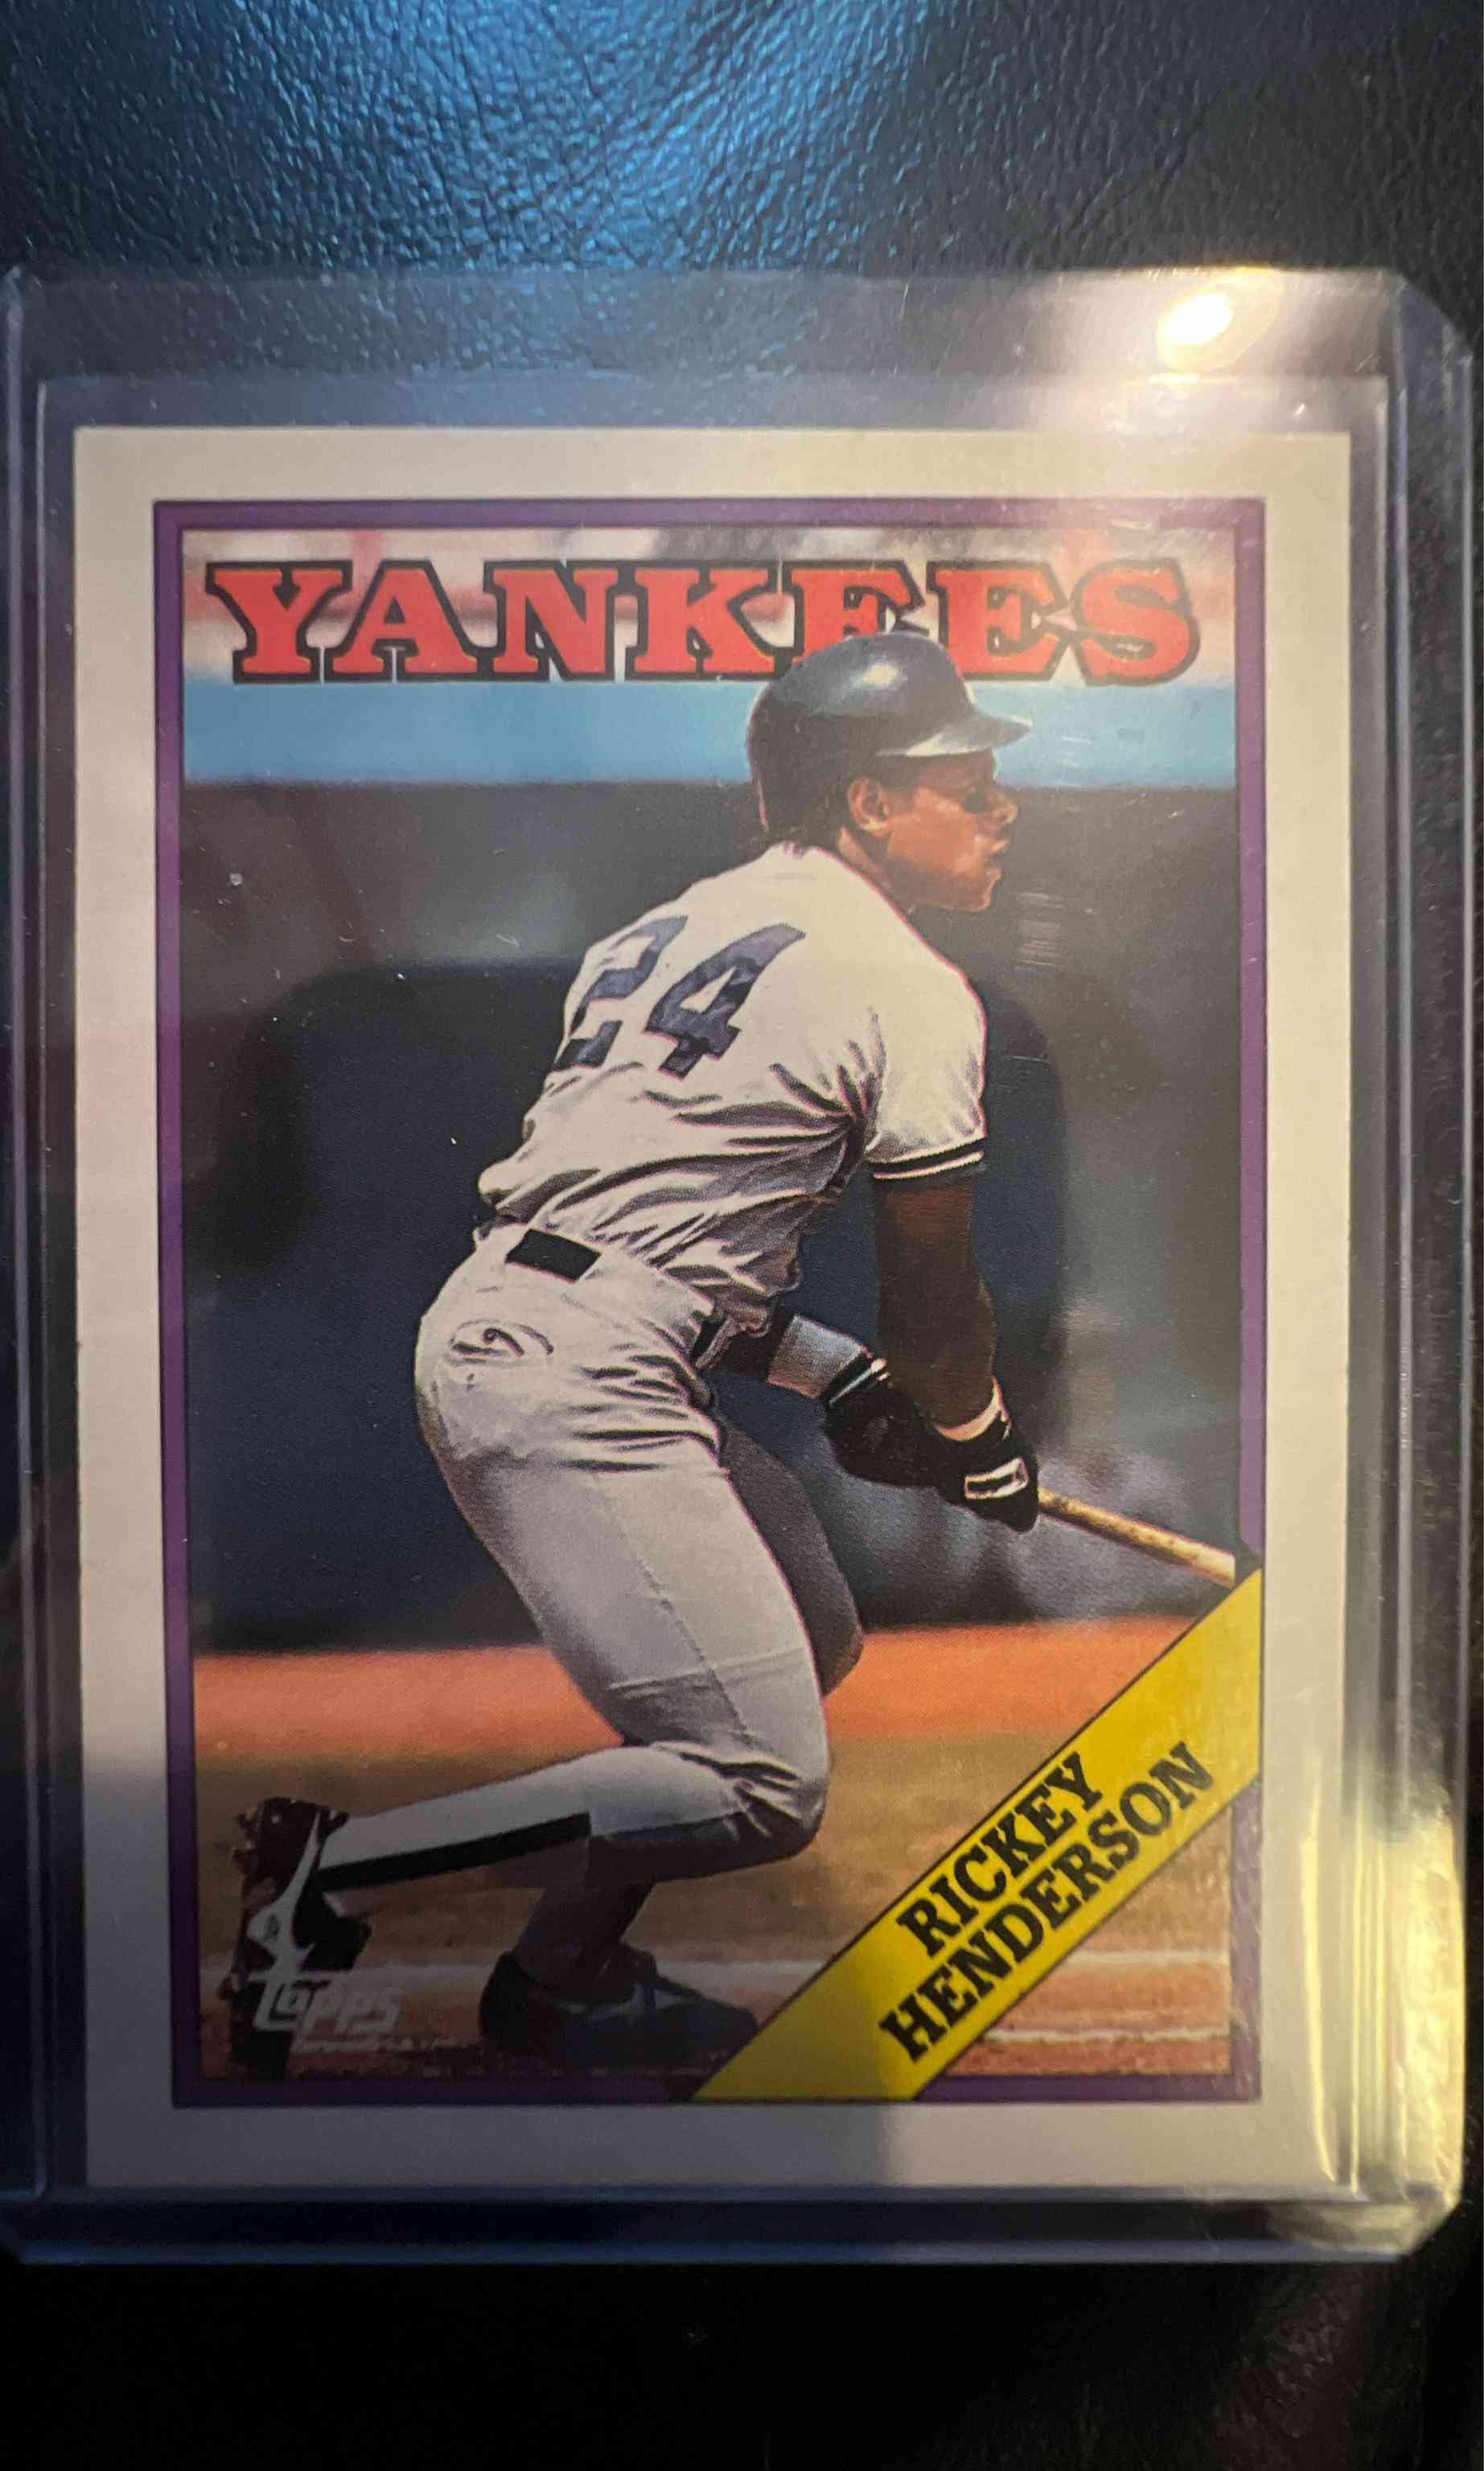 YANKEES
24
RICKEY
HENDERSON
Topps